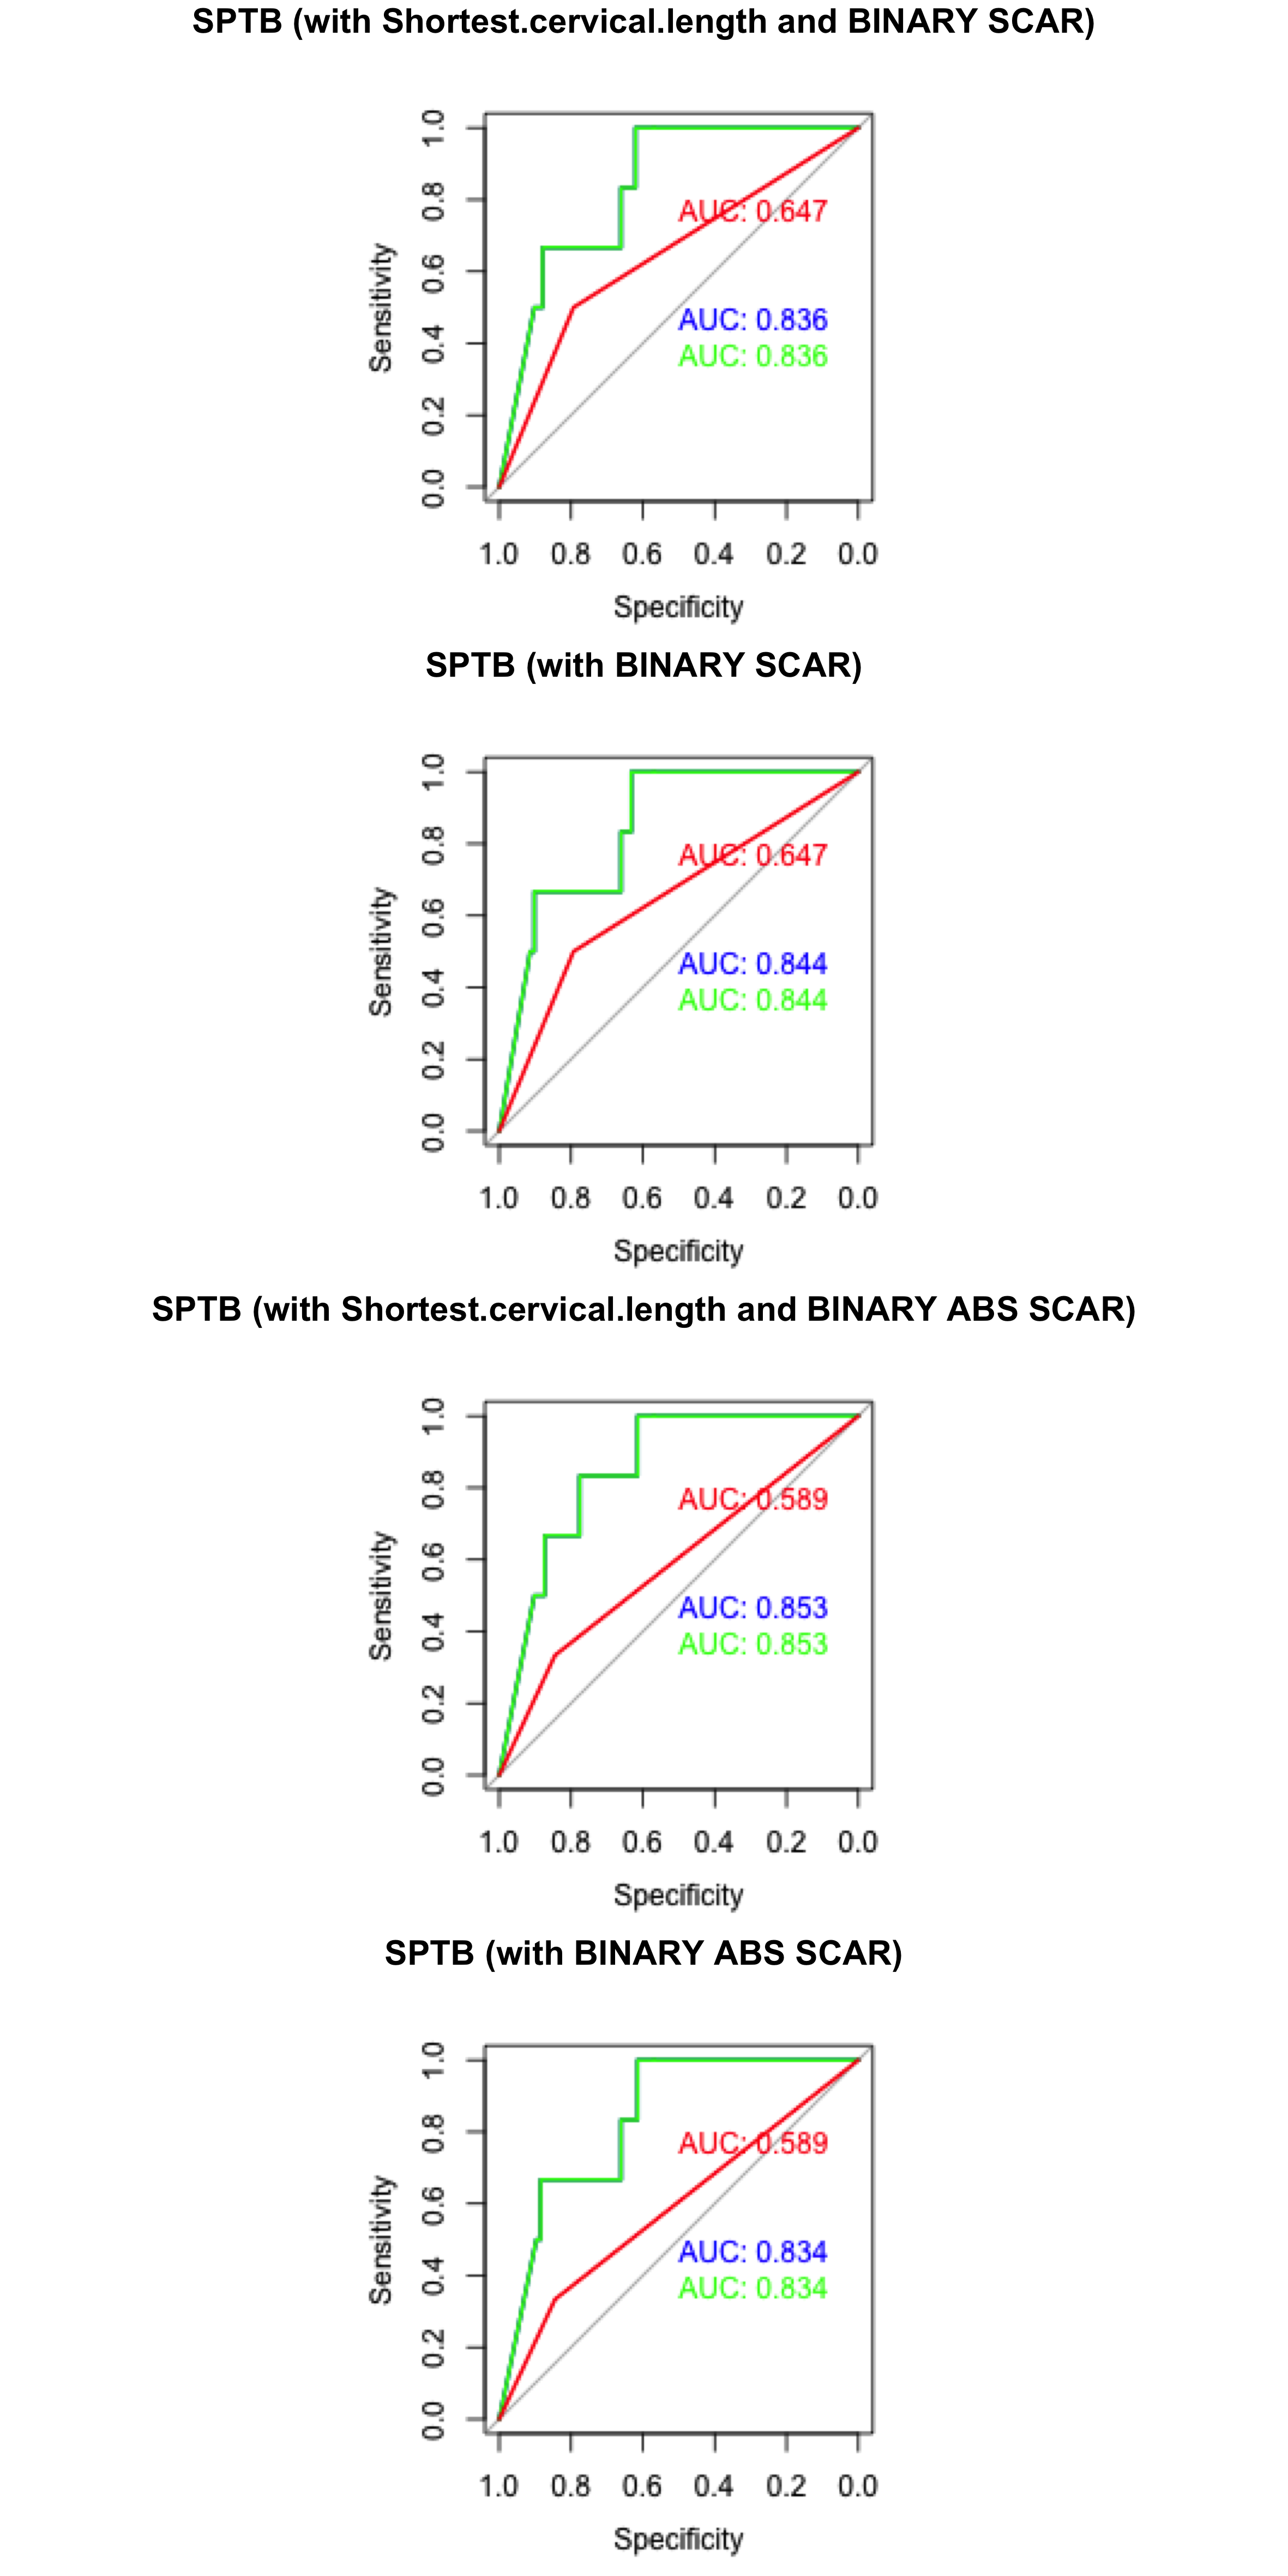 SPTB (with Shortest.cervical.length and BINARY SCAR)
1.0
0.8
0.6
0.4
0.2
0.0
Sensitivity
AUC: 0.647
AUC: 0.836
AUC: 0.836
1.0 0.8 0.6 0.4 0.2 0.0
Specificity
SPTB (with BINARY SCAR)
1.0
0.8
0.6
0.4
0.2
0.0
Sensitivity
AUC: 0.647
AUC: 0.844
AUC: 0.844
1.0 0.8 0.6 0.4 0.2 0.0
Specificity
SPTB (with Shortest.cervical.length and BINARY ABS SCAR)
1.0
0.8
0.6
0.4
0.2
0.0
Sensitivity
AUC: 0.589
AUC: 0.853
AUC: 0.853
1.0 0.8 0.6 0.4 0.2 0.0
Specificity
SPTB (with BINARY ABS SCAR)
1.0
0.8
0.6
0.4
0.2
0.0
Sensitivity
AUC: 0.589
AUC: 0.834
AUC: 0.834
1.0 0.8 0.6 0.4 0.2 0.0
Specificity